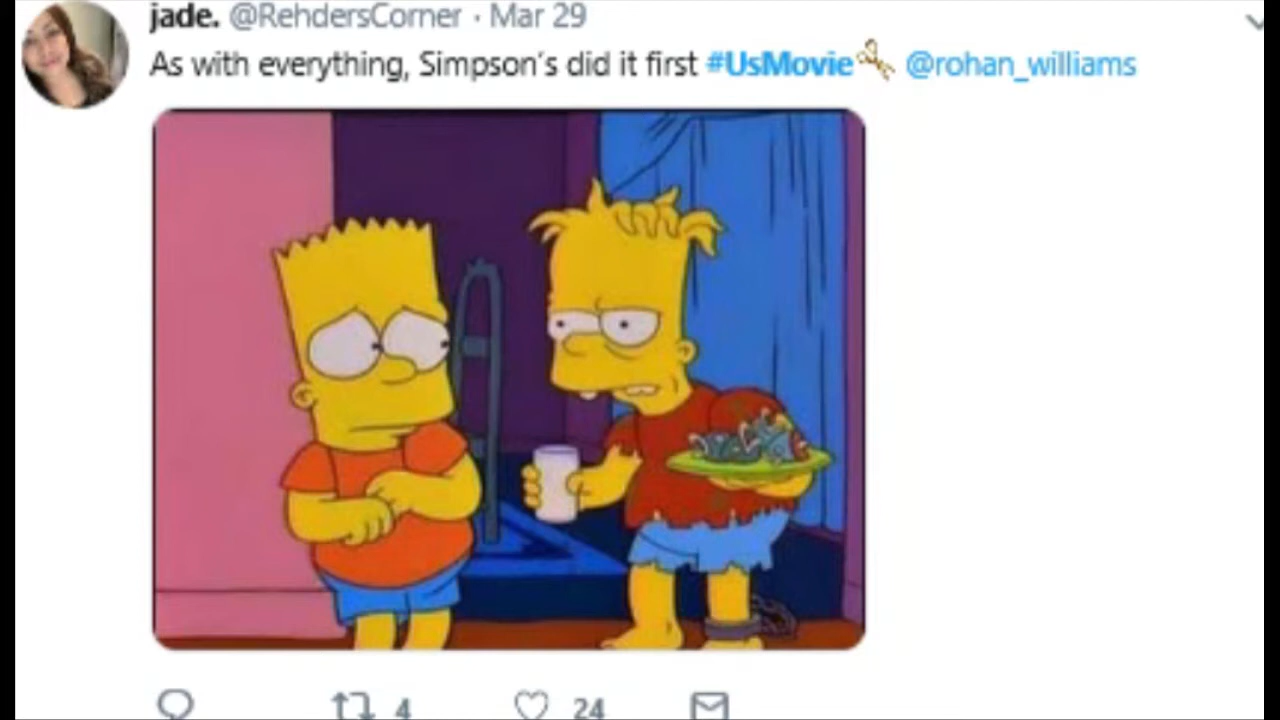 jade. @RehdersCorner · Mar 29
As with everything, Simpson's did it first #UsMovie @rohan_williams
4 24